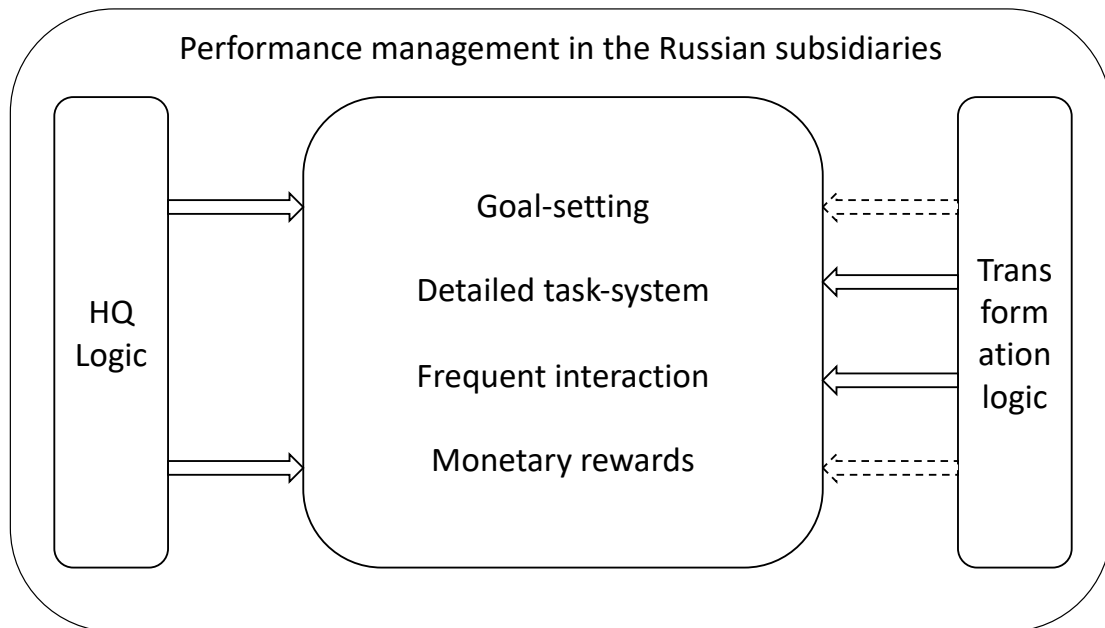 Performance management in the Russian subsidiaries
HQ
Logic
Goal-setting
Detailed task-system
Frequent interaction
Monetary rewards
Trans
form
ation
logic